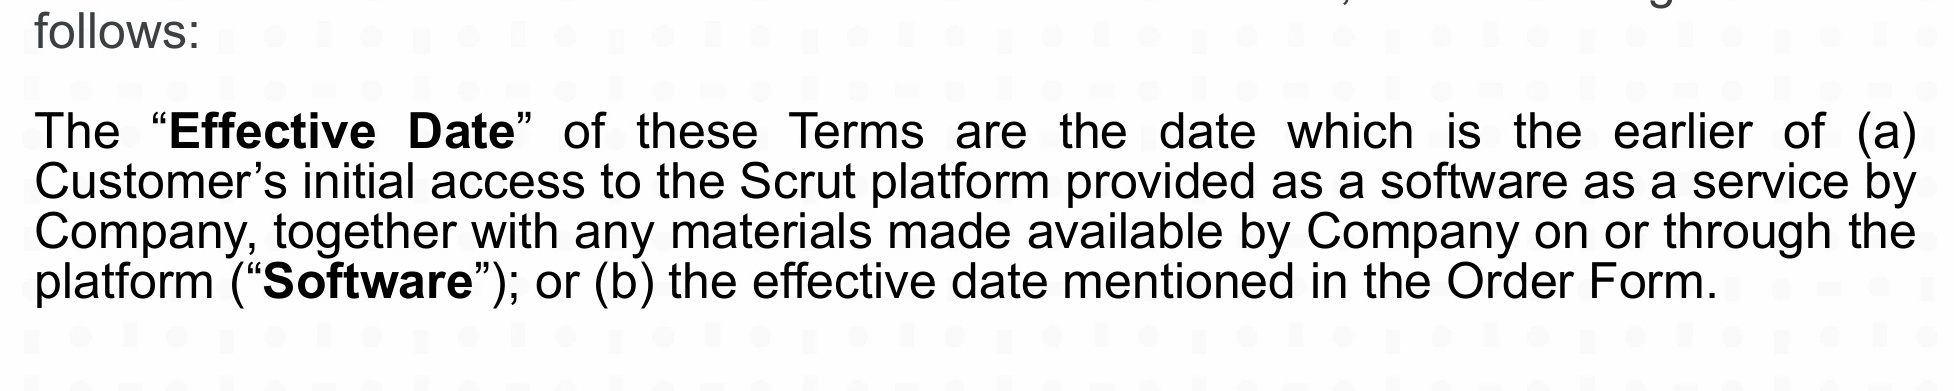 follows:
The “Effective Date” of these Terms are the date which is the earlier of (a)
Customer’s initial access to the Scrut platform provided as a software as a service by
Company, together with any materials made available by Company on or through the
platform (“Software”); or (b) the effective date mentioned in the Order Form.